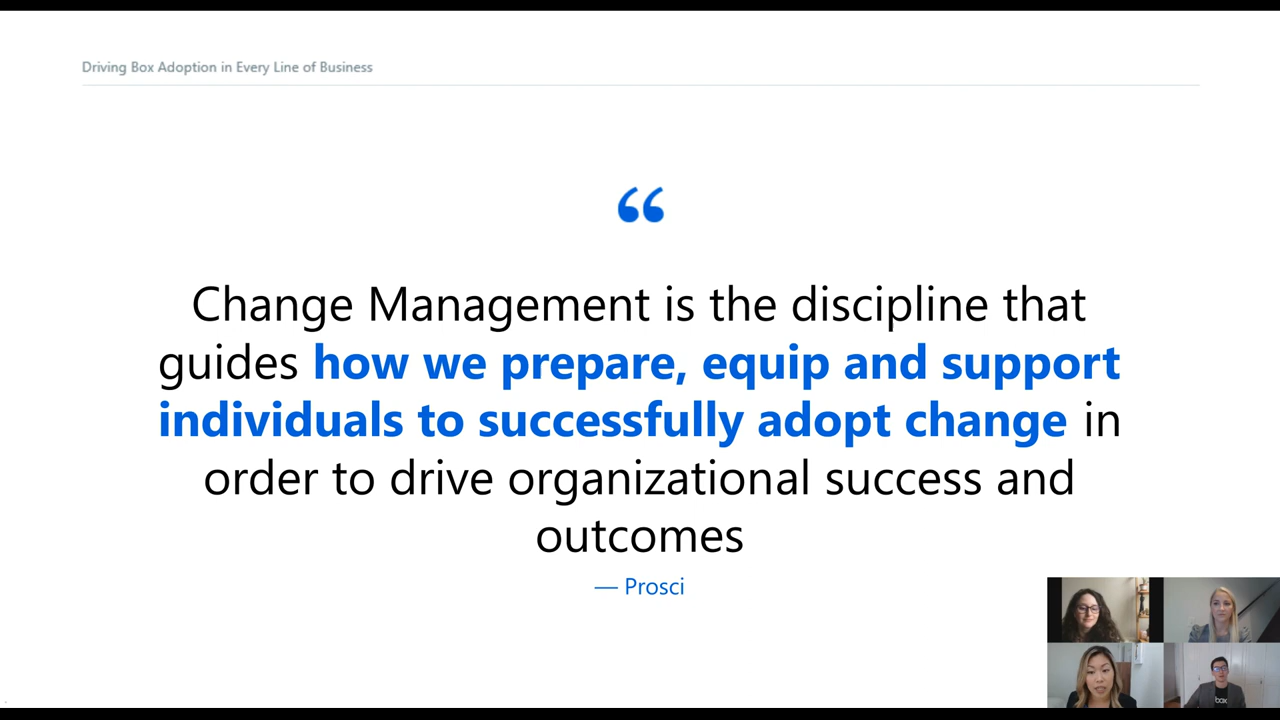 Driving Box Adoption in Every Line of Business
“
Change Management is the discipline that
guides how we prepare, equip and support
individuals to successfully adopt change in
order to drive organizational success and
outcomes
— Prosci
box